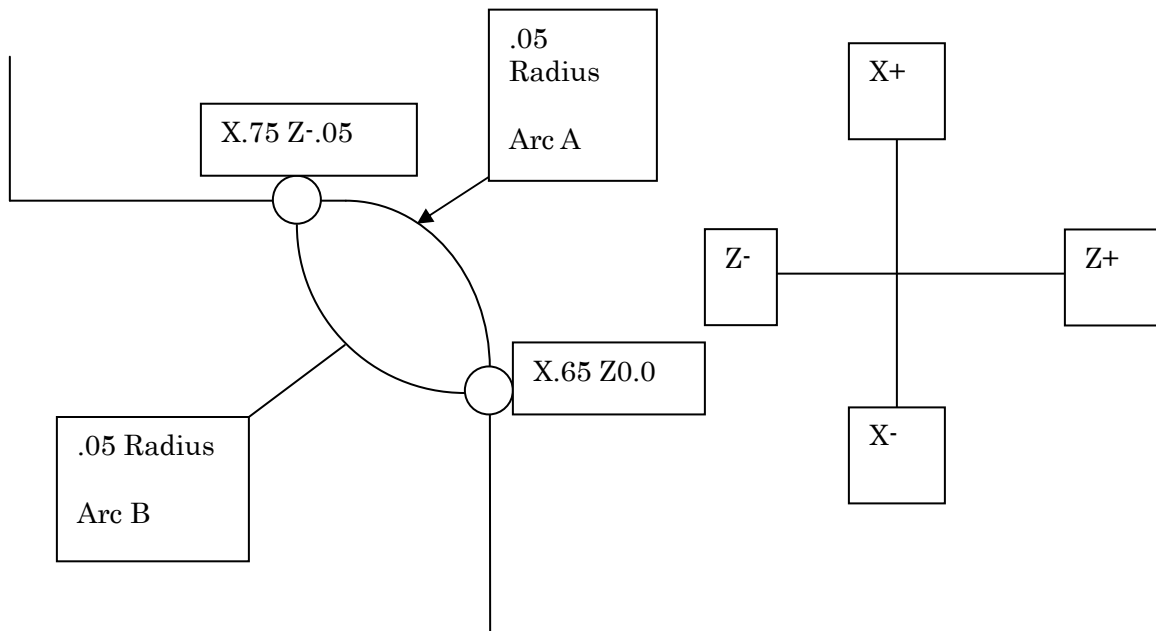 .05
Radius
Arc A
X+
X.75 Z-.05
Z-
Z+
X.65 Z0.0
X-
.05 Radius
Arc B